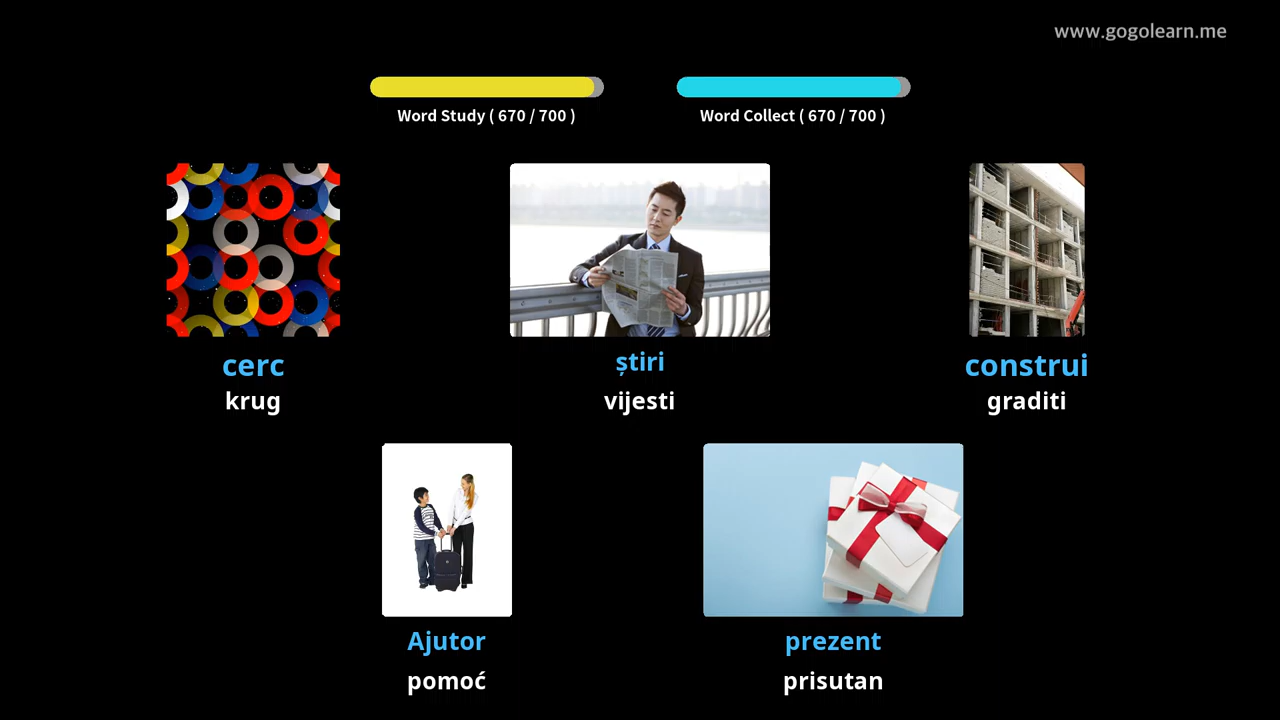 www.gogolearn.me
Word Study ( 670 / 700 )
Word Collect ( 670 / 700 )
cerc
krug
știri
vijesti
construi
graditi
Ajutor
pomoć
prezent
prisutan